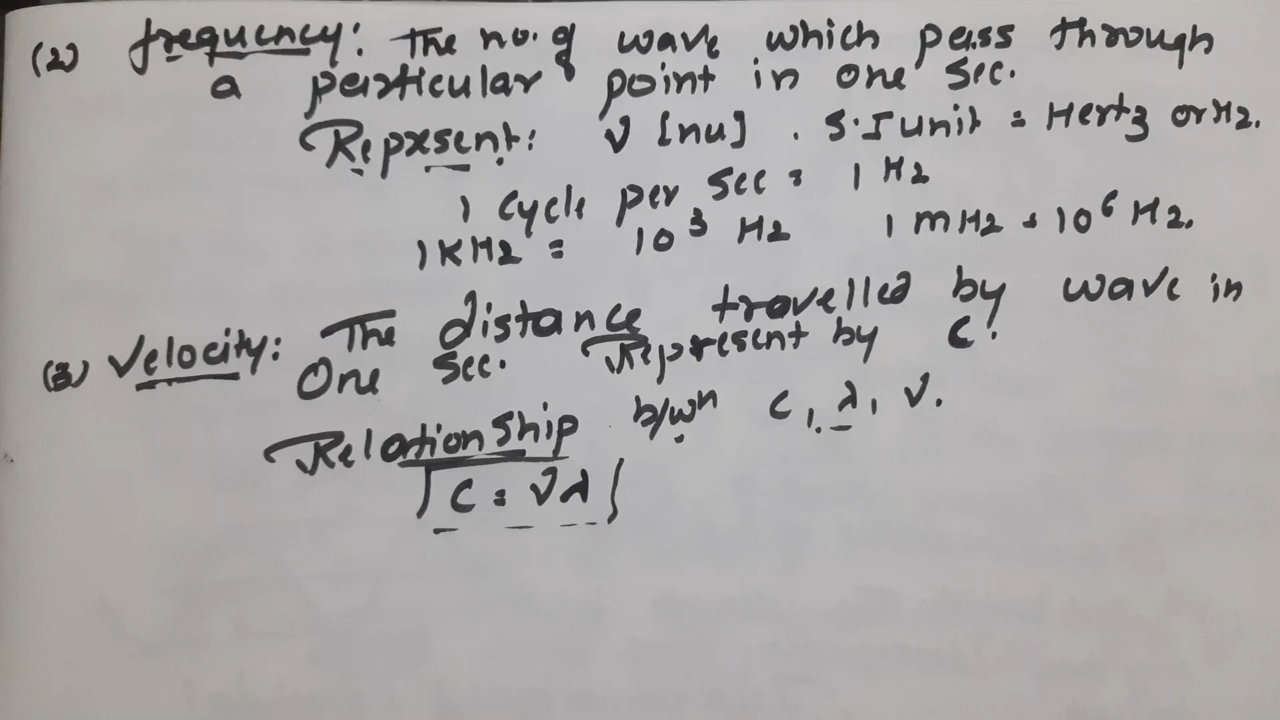 (2) frequency: The no. of wave which pass through
a particular point in one sec.
Represent: ν [nu] . S.I unit = Hertz or Hz.
1 cycle per sec = 1 Hz
1 KHz = 10³ Hz 1 mHz = 10⁶ Hz.
(3) Velocity: The distance travelled by wave in
One sec. Represent by C.
Relationship b/wn C, λ, ν.
C = νλ